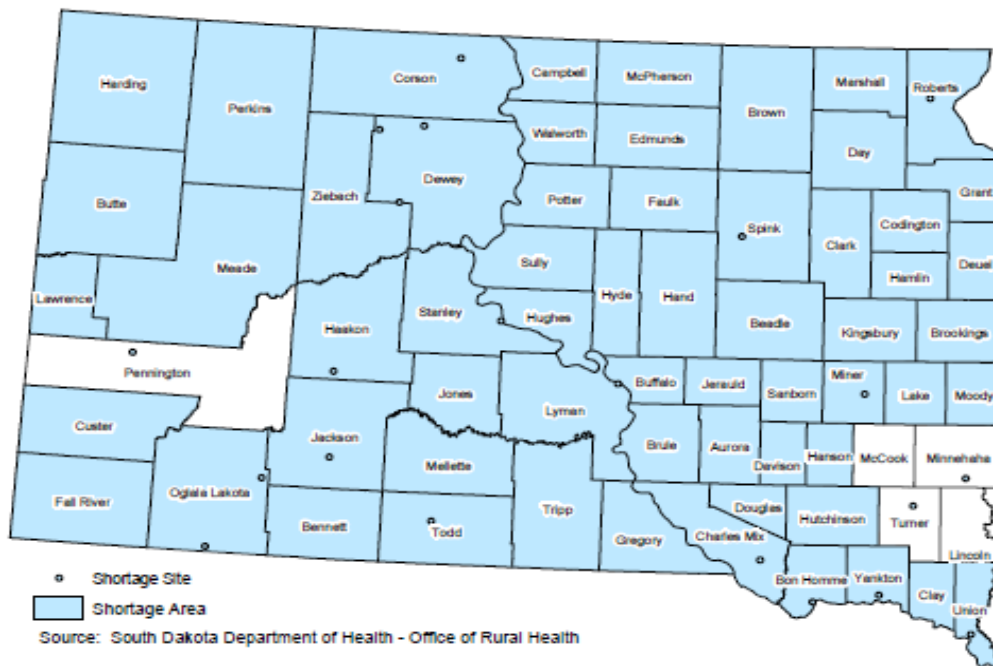 Harding
Perkins
Corson
Campbell
McPherson
Brown
Marshall
Roberts
Walworth
Edmunds
Day
Butte
Ziebach
Dewey
Potter
Faulk
Spink
Clark
Codington
Grant
Meade
Sully
Hyde
Hand
Hamlin
Deuel
Lawrence
Haakon
Stanley
Hughes
Beadle
Kingsbury
Brookings
Pennington
Jones
Lyman
Buffalo
Jerauld
Sanborn
Miner
Lake
Moody
Custer
Jackson
Mellette
Brule
Aurora
Davison
Hanson
McCook
Minnehaha
Fall River
Oglala Lakota
Bennett
Todd
Tripp
Gregory
Douglas
Charles Mix
Hutchinson
Turner
Lincoln
Bon Homme
Yankton
Clay
Union
Shortage Site
Shortage Area
Source: South Dakota Department of Health - Office of Rural Health